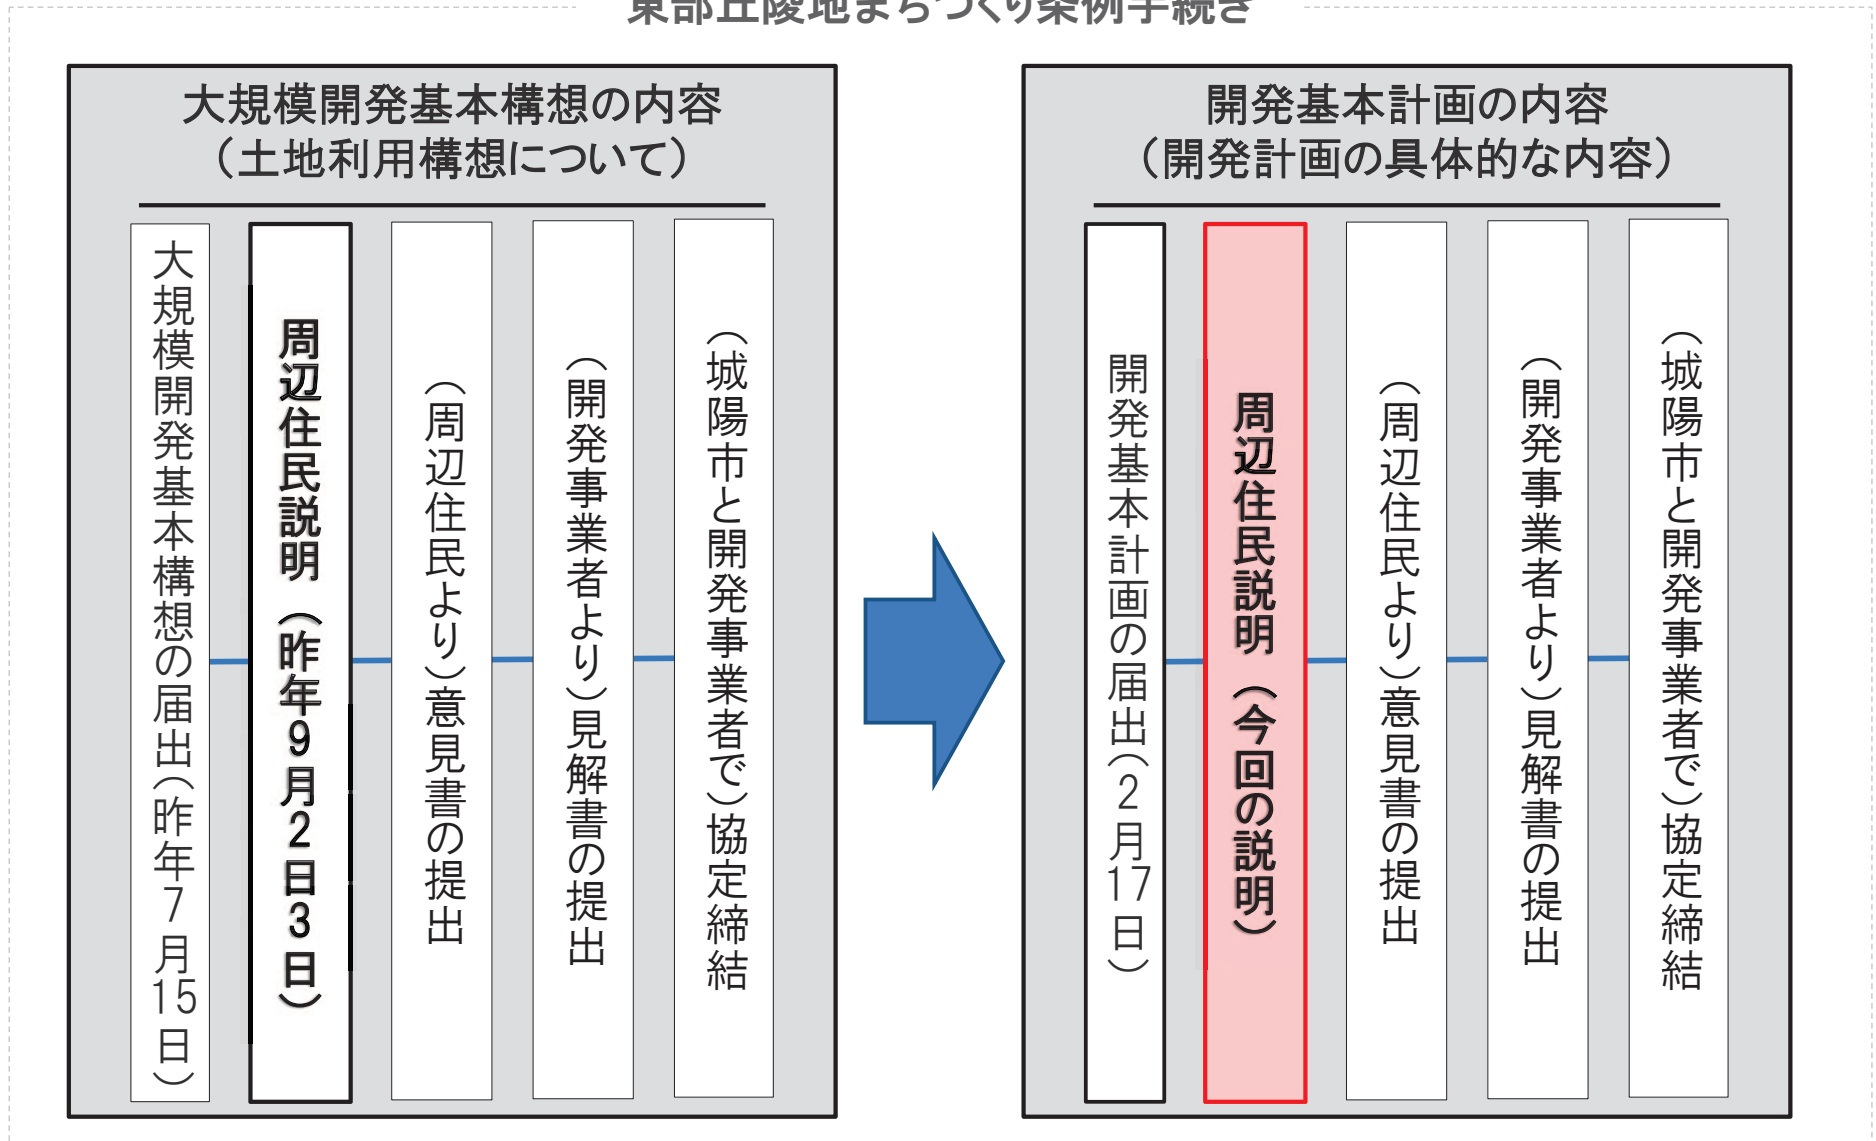 東部丘陵地まちづくり条例手続き
大規模開発基本構想の内容
（土地利用構想について）
大規模開発基本構想の届出（昨年7月15日）
周辺住民説明（昨年9月2日3日）
（周辺住民より）意見書の提出
（開発事業者より）見解書の提出
（城陽市と開発事業者で）協定締結
開発基本計画の内容
（開発計画の具体的な内容）
開発基本計画の届出（2月17日）
周辺住民説明（今回の説明）
（周辺住民より）意見書の提出
（開発事業者より）見解書の提出
（城陽市と開発事業者で）協定締結